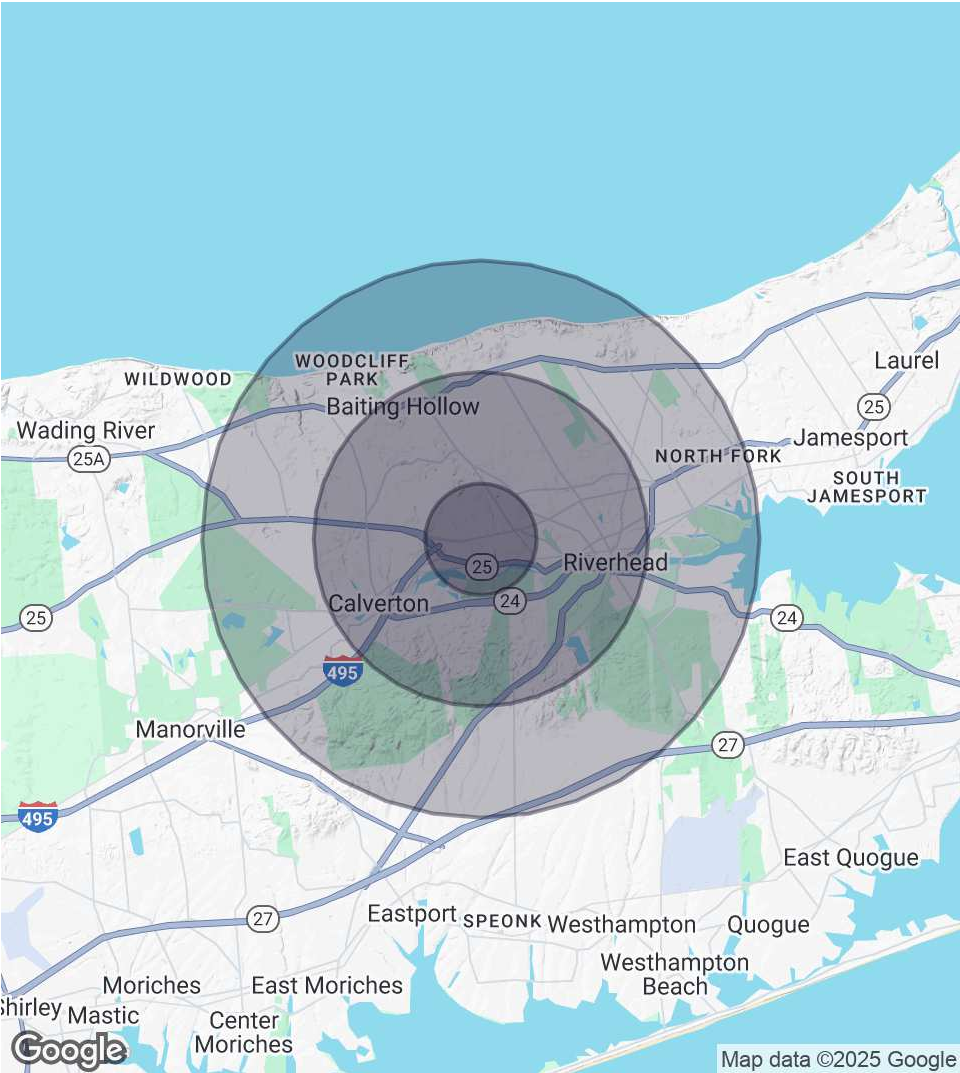 WOODCLIFF
PARK
WILDWOOD
Baiting Hollow
Laurel
25
Wading River
25A
Jamesport
NORTH FORK
SOUTH
JAMESPORT
25
Riverhead
Calverton
24
25
24
495
Manorville
27
495
East Quogue
27
Eastport
SPEONK
Westhampton
Quogue
Westhampton
Beach
Moriches
East Moriches
Shirley
Mastic
Center
Moriches
Google
Map data ©2025 Google